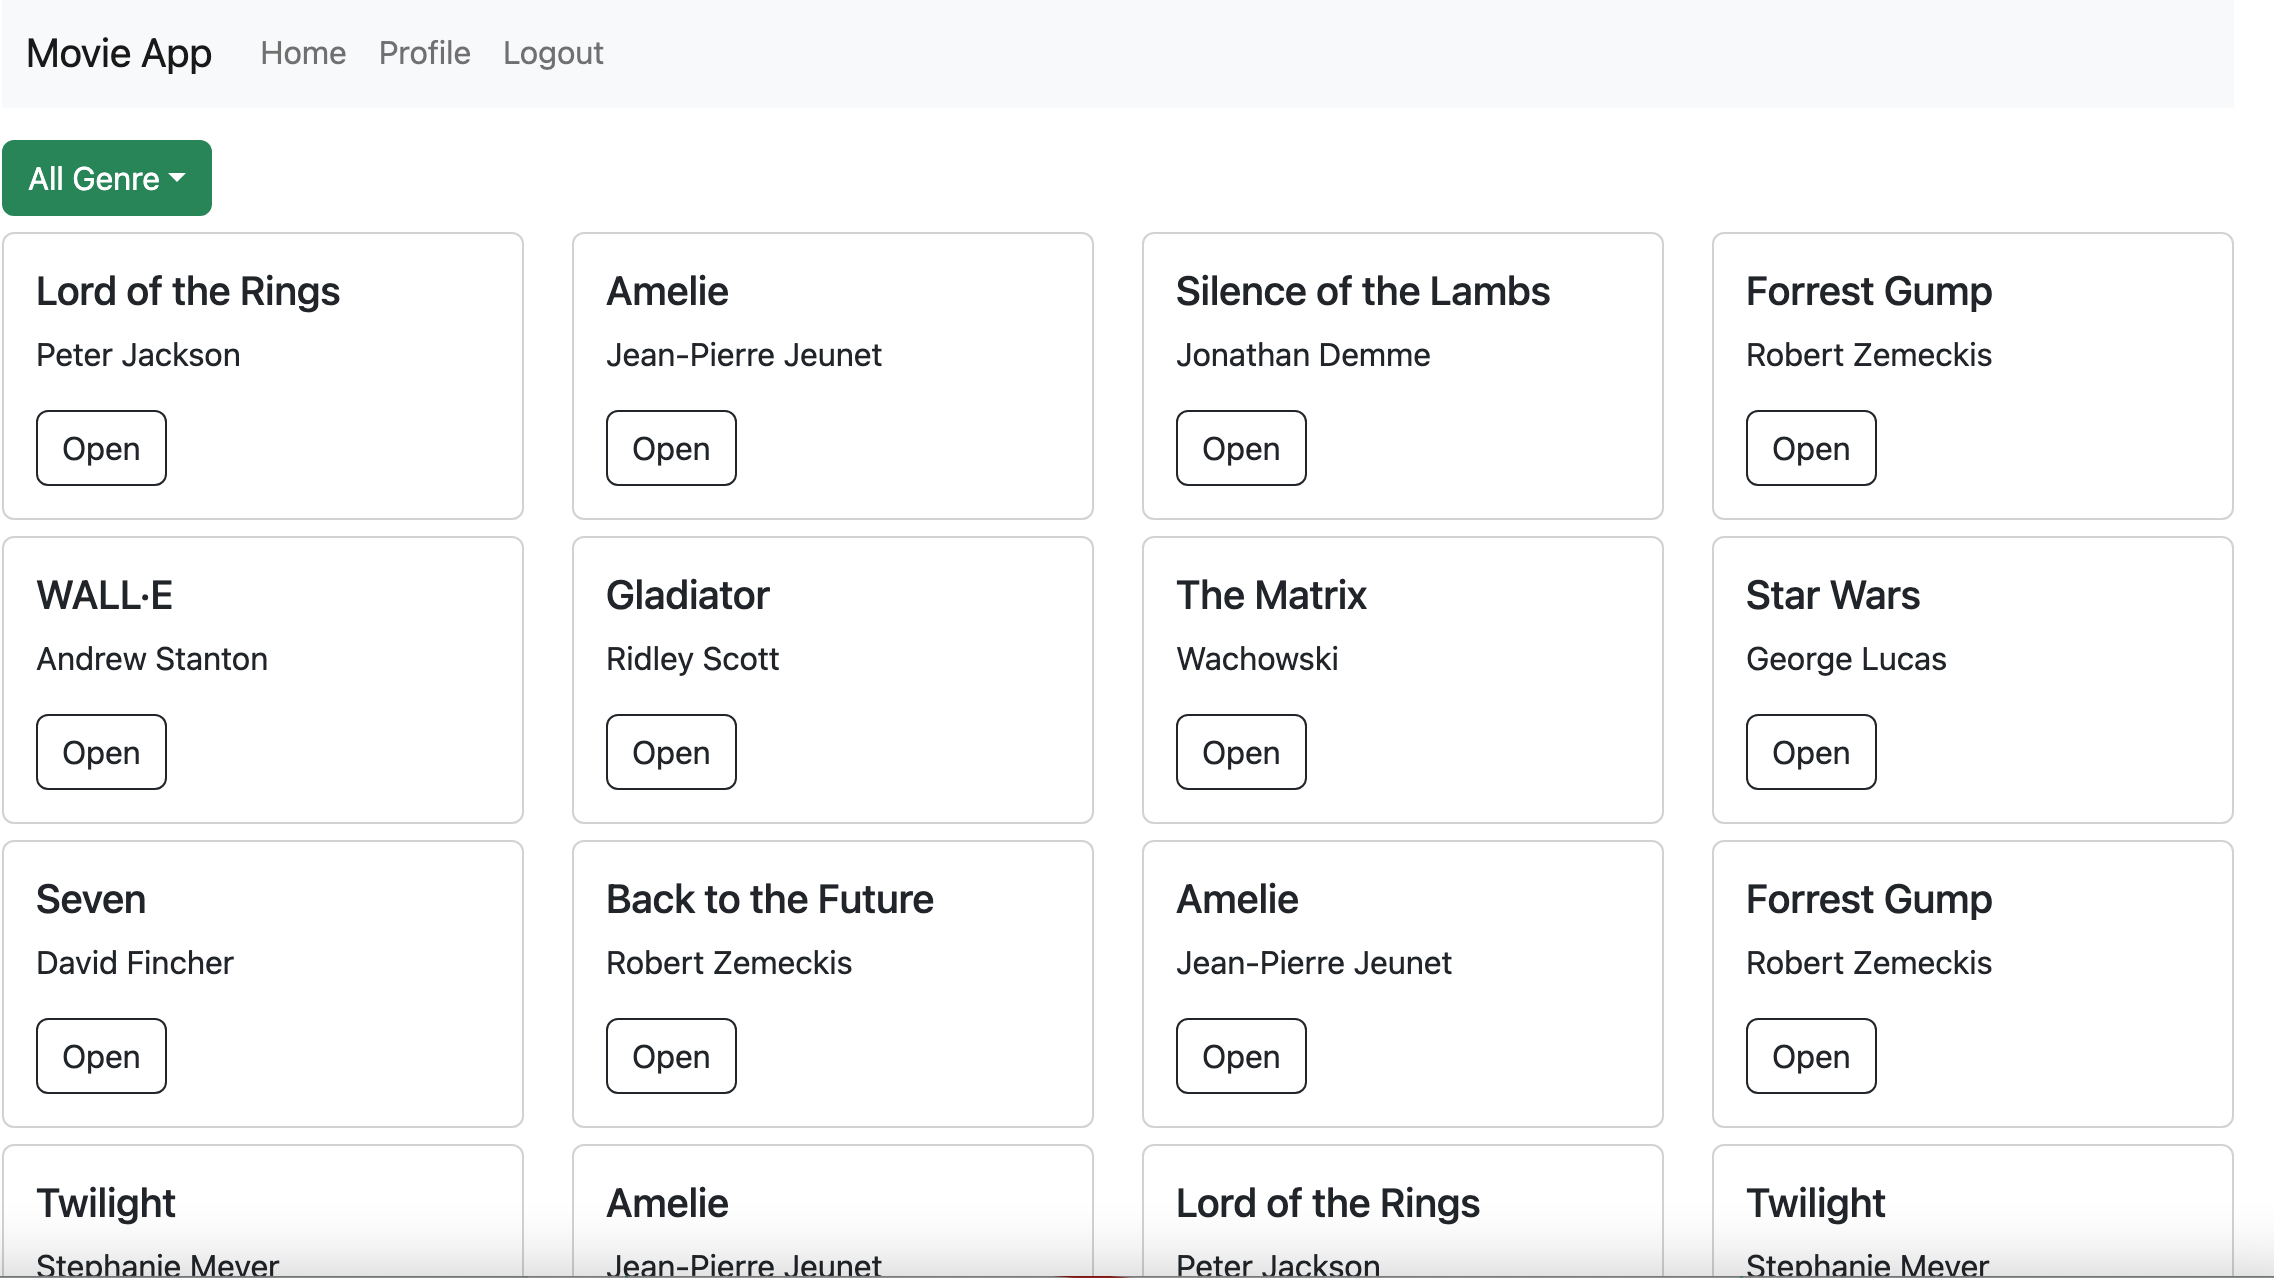 Movie App Home Profile Logout
All Genre
Lord of the Rings
Peter Jackson
Open
Amelie
Jean-Pierre Jeunet
Open
Silence of the Lambs
Jonathan Demme
Open
Forrest Gump
Robert Zemeckis
Open
WALL·E
Andrew Stanton
Open
Gladiator
Ridley Scott
Open
The Matrix
Wachowski
Open
Star Wars
George Lucas
Open
Seven
David Fincher
Open
Back to the Future
Robert Zemeckis
Open
Amelie
Jean-Pierre Jeunet
Open
Forrest Gump
Robert Zemeckis
Open
Twilight
Stephanie Meyer
Amelie
Jean-Pierre Jeunet
Lord of the Rings
Peter Jackson
Twilight
Stephanie Meyer